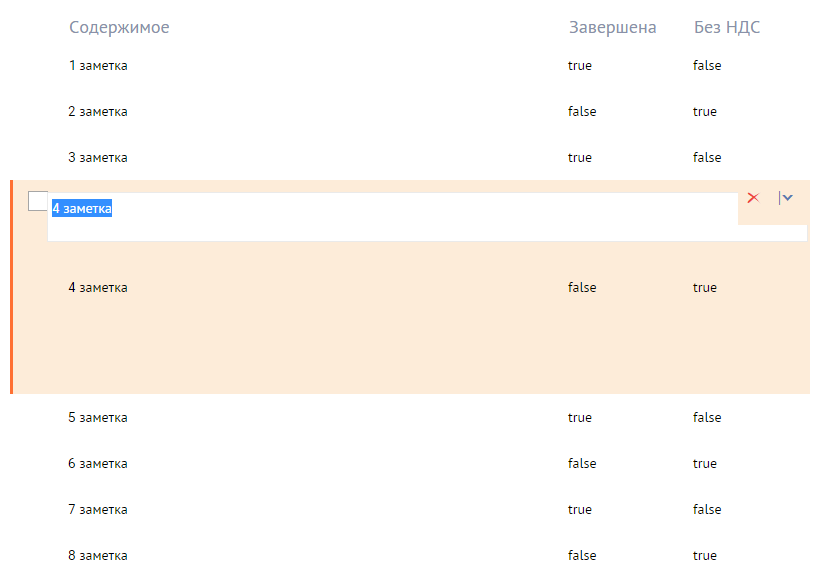 Содержимое Завершена Без НДС
1 заметка true false
2 заметка false true
3 заметка true false
4 заметка
4 заметка false true
5 заметка true false
6 заметка false true
7 заметка true false
8 заметка false true